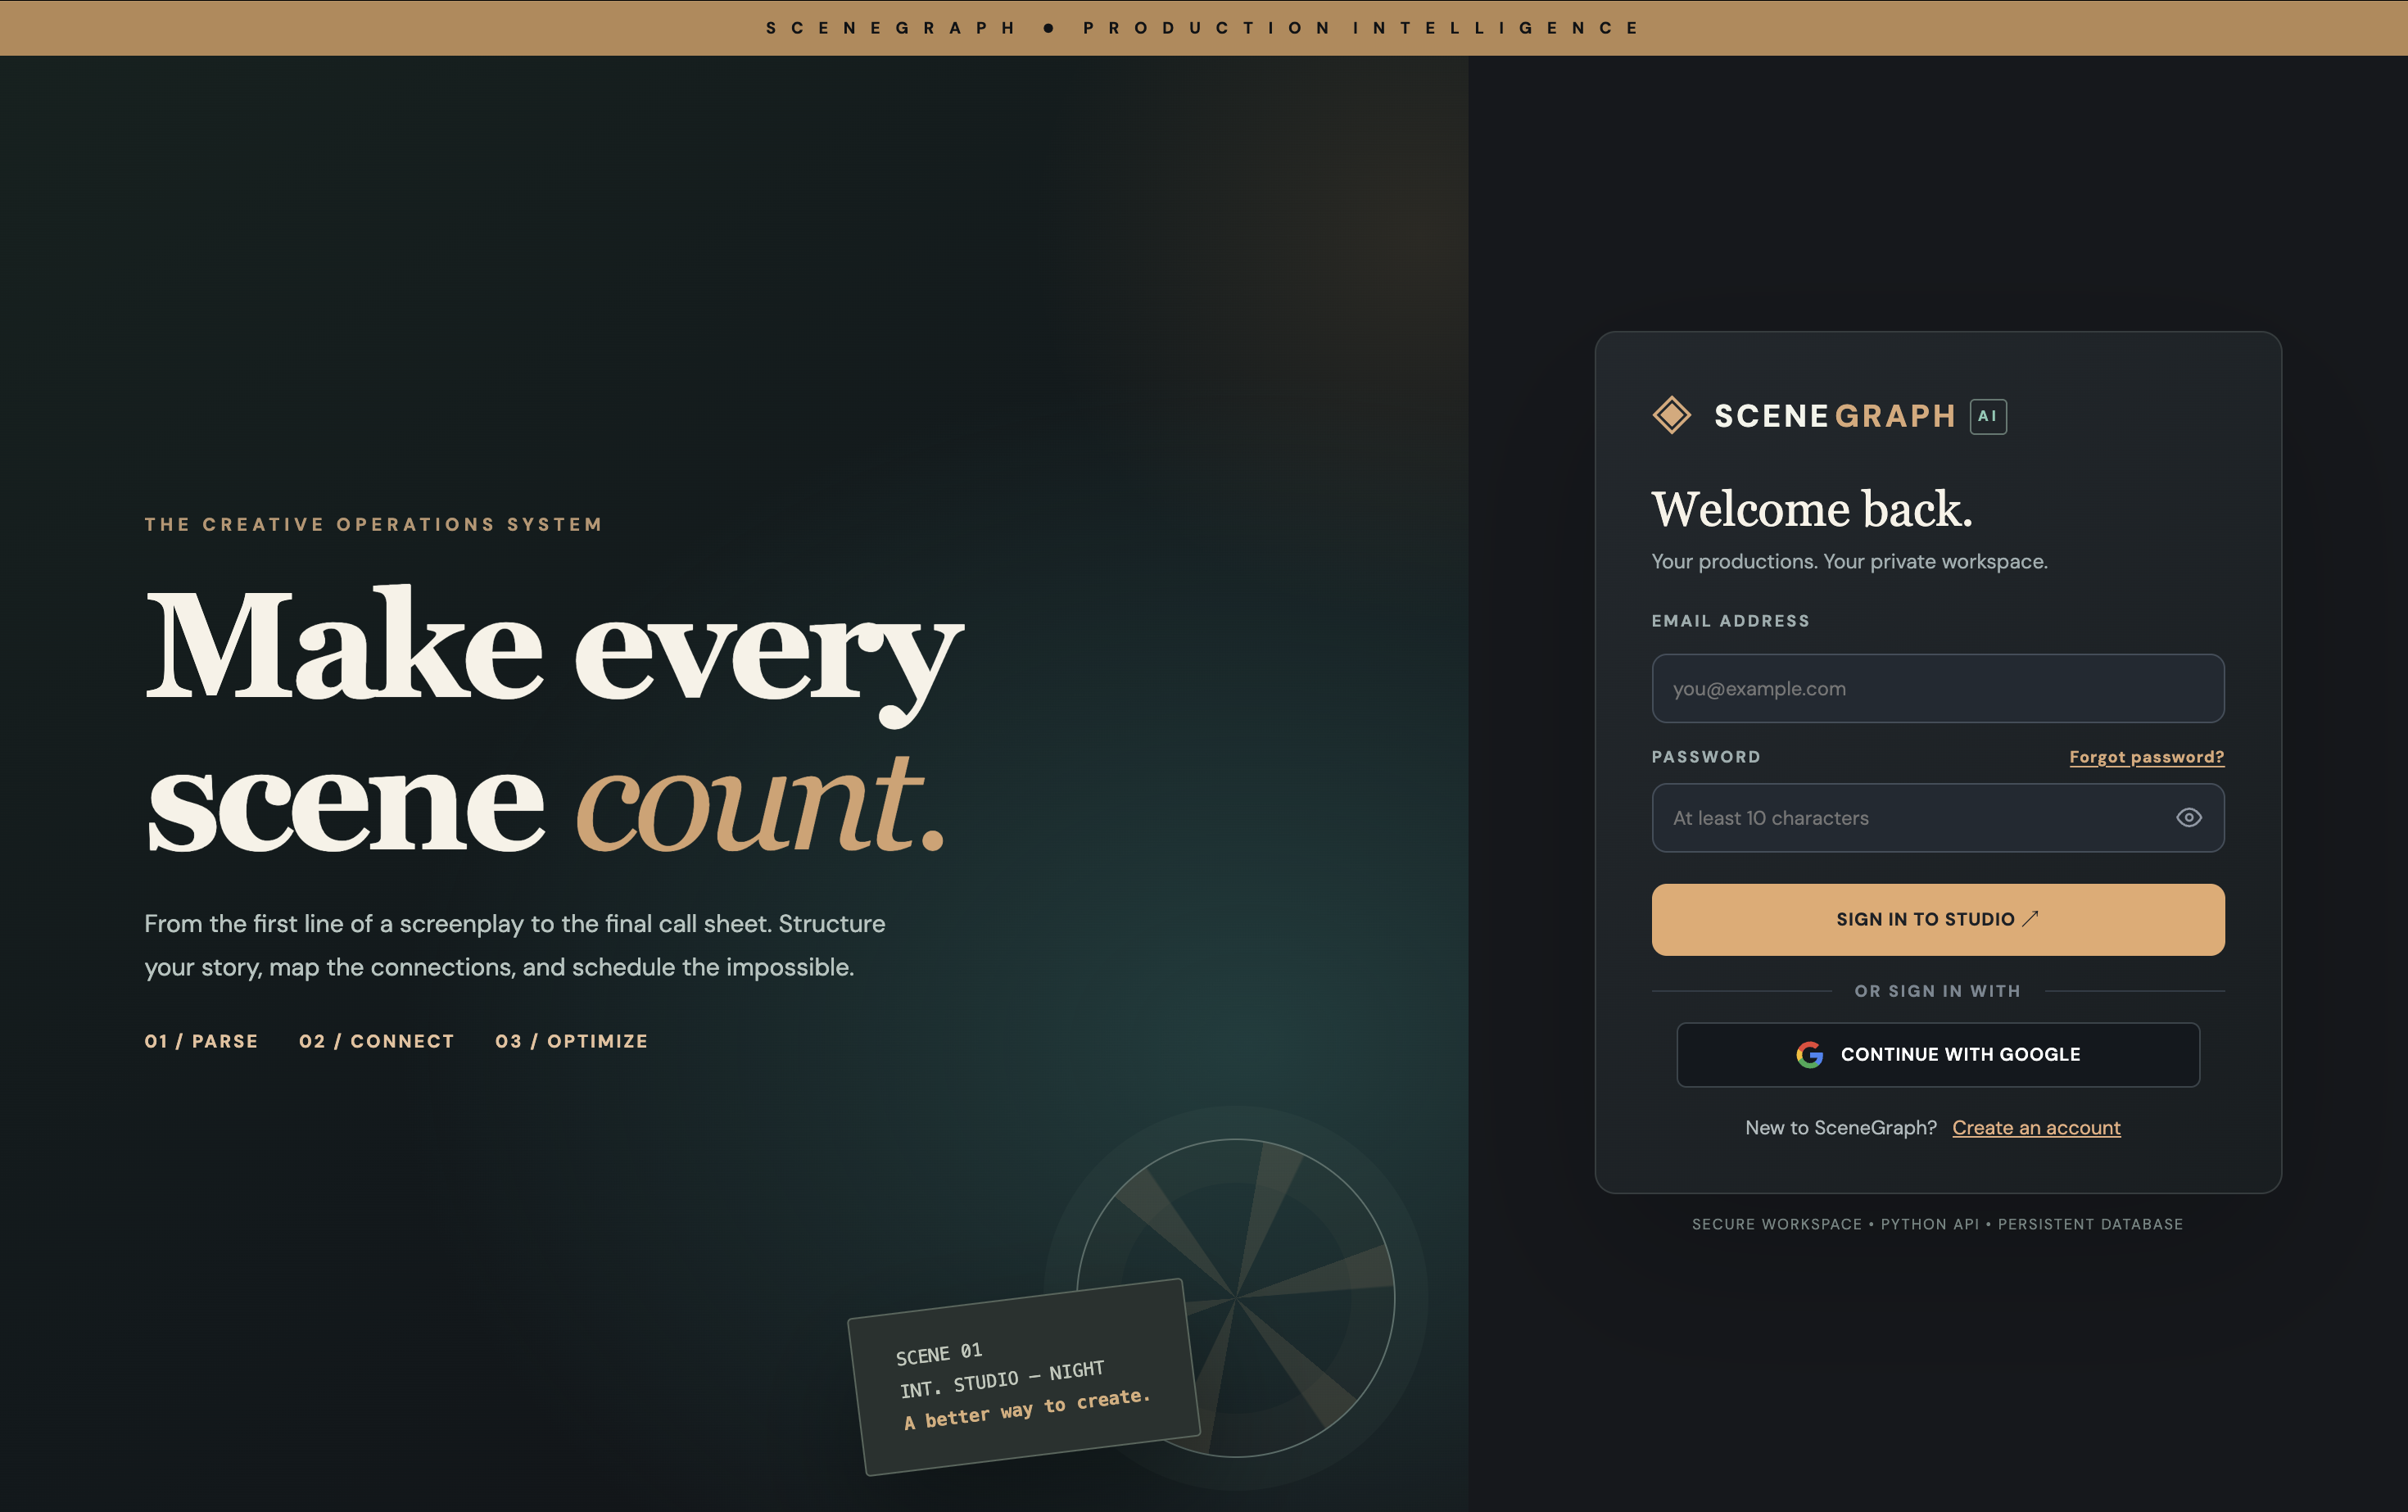 SCENEGRAPH ● PRODUCTION INTELLIGENCE
THE CREATIVE OPERATIONS SYSTEM
Make every
scene count.
From the first line of a screenplay to the final call sheet. Structure
your story, map the connections, and schedule the impossible.
01 / PARSE 02 / CONNECT 03 / OPTIMIZE
SCENE 01
INT. STUDIO — NIGHT
A better way to create.
SCENEGRAPH AI
Welcome back.
Your productions. Your private workspace.
EMAIL ADDRESS
you@example.com
PASSWORD Forgot password?
At least 10 characters
SIGN IN TO STUDIO ↗
OR SIGN IN WITH
CONTINUE WITH GOOGLE
New to SceneGraph? Create an account
SECURE WORKSPACE • PYTHON API • PERSISTENT DATABASE